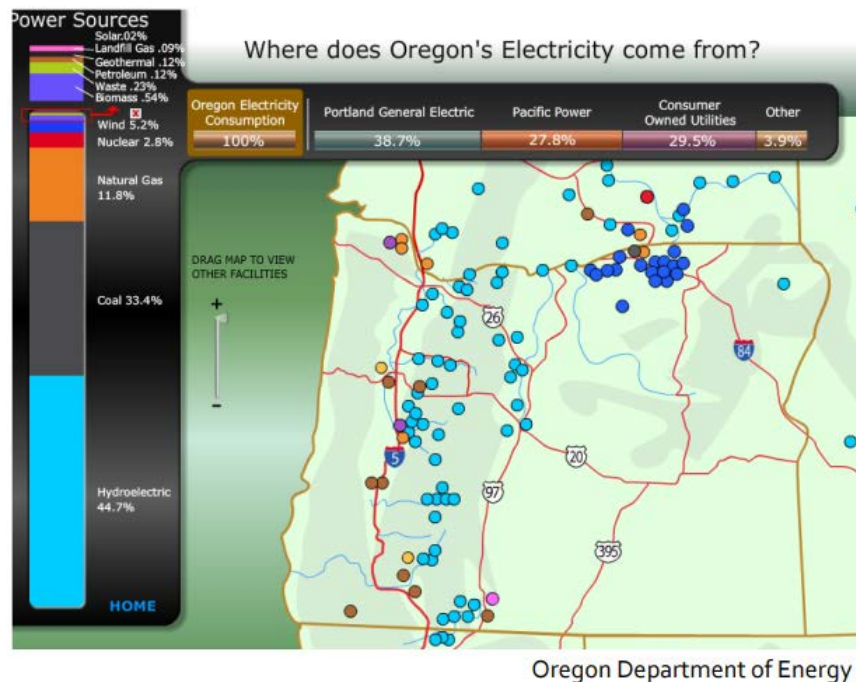 Power Sources
Solar.02%
Landfill Gas .09%
Geothermal .12%
Petroleum .12%
Waste .23%
Biomass .54%
x
Wind 5.2%
Nuclear 2.8%
Natural Gas
11.8%
Coal 33.4%
Hydroelectric
44.7%
HOME
Where does Oregon's Electricity come from?
Oregon Electricity
Consumption
100%
Portland General Electric
38.7%
Pacific Power
27.8%
Consumer
Owned Utilities
29.5%
Other
3.9%
DRAG MAP TO VIEW
OTHER FACILITIES
+
−
26
84
5
20
97
395
Oregon Department of Energy